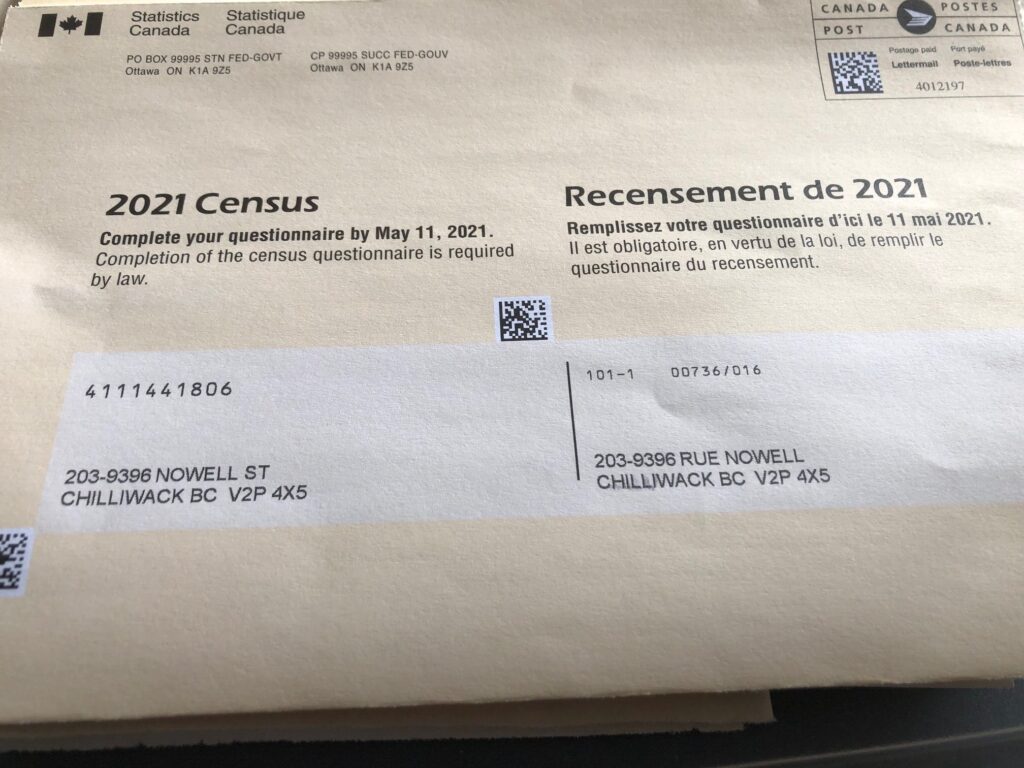 Statistics Canada
Statistique Canada
PO BOX 99995 STN FED-GOVT
Ottawa ON K1A 9Z5
CP 99995 SUCC FED-GOUV
Ottawa ON K1A 9Z5
CANADA POSTES
POST CANADA
Postage paid Port payé
Lettermail Poste-lettres
4012197
2021 Census
Complete your questionnaire by May 11, 2021.
Completion of the census questionnaire is required
by law.
Recensement de 2021
Remplissez votre questionnaire d'ici le 11 mai 2021.
Il est obligatoire, en vertu de la loi, de remplir le
questionnaire du recensement.
4111441806
203-9396 NOWELL ST
CHILLIWACK BC V2P 4X5
101-1 00736/016
203-9396 RUE NOWELL
CHILLIWACK BC V2P 4X5